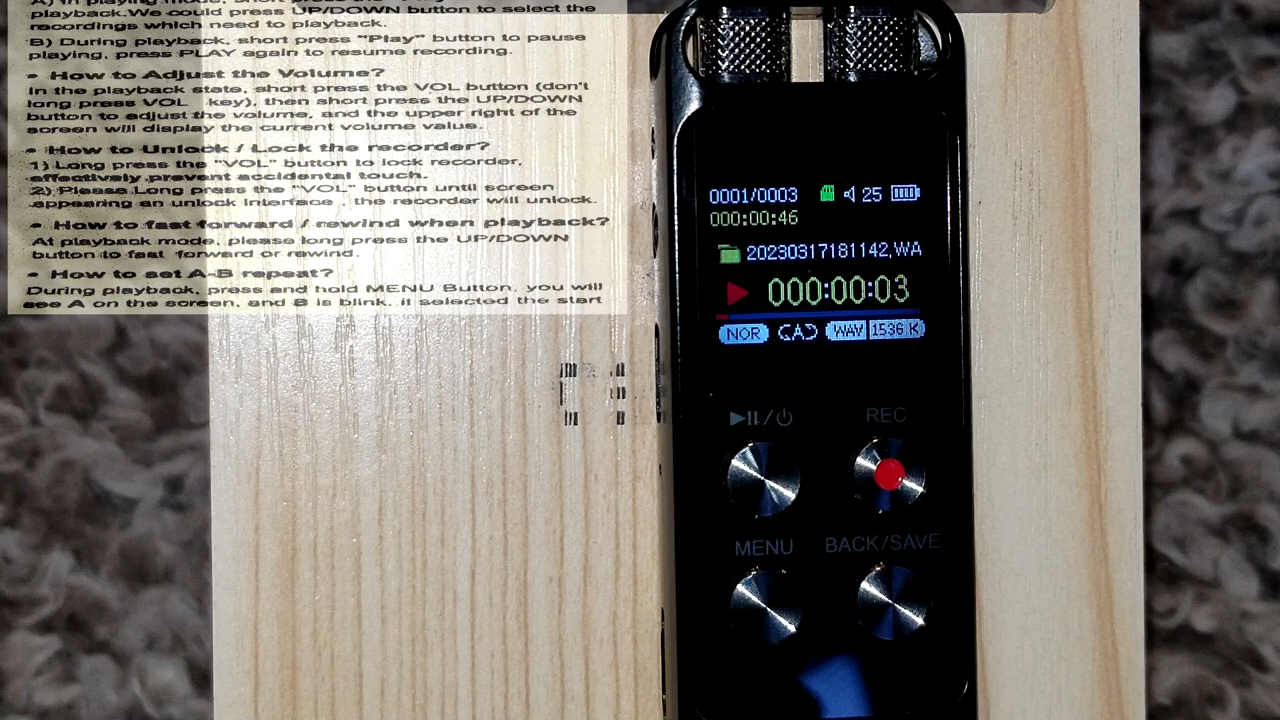 playback.We could press UP/DOWN button to select the
recordings which need to playback.
B) During playback, short press "Play" button to pause
playing, press PLAY again to resume recording.
• How to Adjust the Volume?
In the playback state, short press the VOL button (don't
long press VOL key), then short press the UP/DOWN
button to adjust the volume, and the upper right of the
screen will display the current volume value.
• How to Unlock / Lock the recorder?
1) Long press the "VOL" button to lock recorder,
effectively prevent accidental touch.
2) Please Long press the "VOL" button until screen
appearing an unlock interface , the recorder will unlock.
• How to fast forward / rewind when playback?
At playback mode, please long press the UP/DOWN
button to fast forward or rewind.
• How to set A-B repeat?
During playback, press and hold MENU Button, you will
see A on the screen, and B is blink. it selected the start
0001/0003 25
000:00:46
20230317181142.WA
000:00:03
NOR A WAV 1536 K
REC
MENU BACK/SAVE